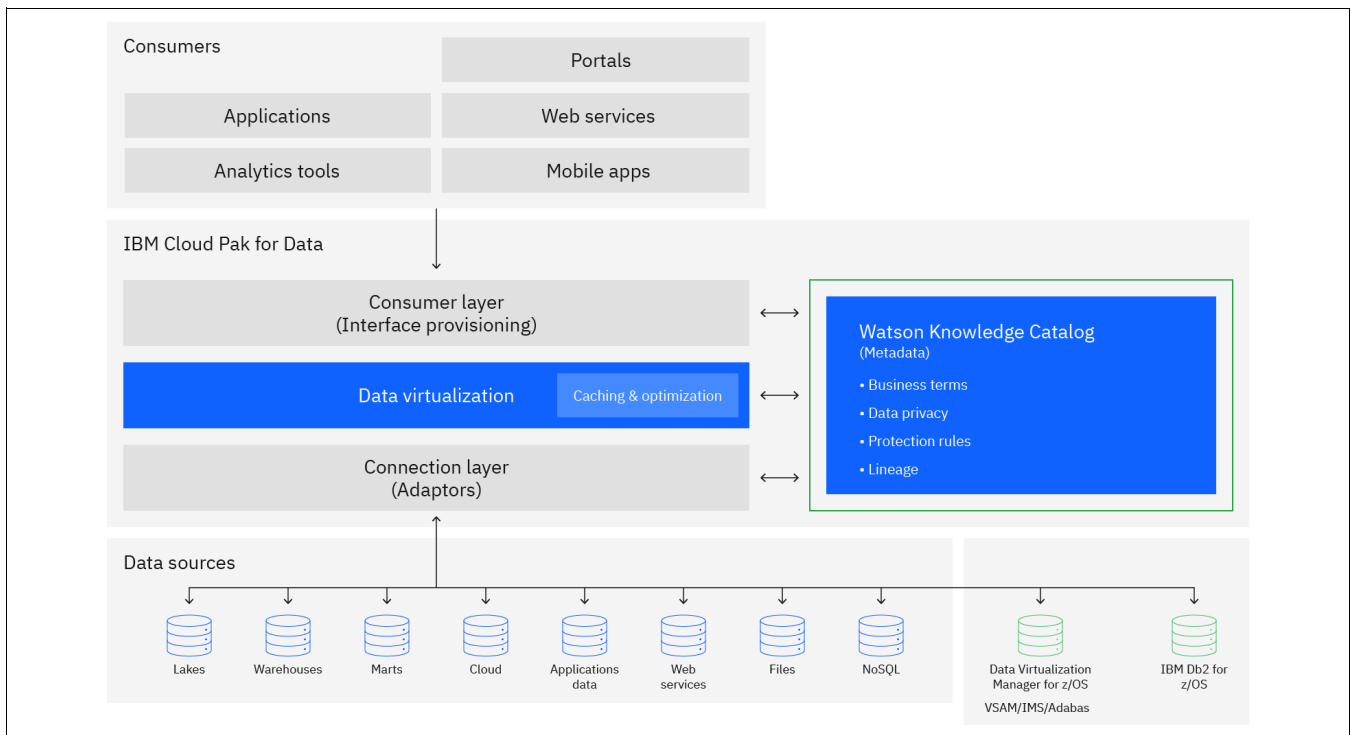 Consumers
Portals
Applications
Web services
Analytics tools
Mobile apps
IBM Cloud Pak for Data
Consumer layer
(Interface provisioning)
Data virtualization
Caching & optimization
Connection layer
(Adaptors)
Watson Knowledge Catalog
(Metadata)
• Business terms
• Data privacy
• Protection rules
• Lineage
Data sources
Lakes
Warehouses
Marts
Cloud
Applications
data
Web
services
Files
NoSQL
Data Virtualization
Manager for z/OS
VSAM/IMS/Adabas
IBM Db2 for
z/OS